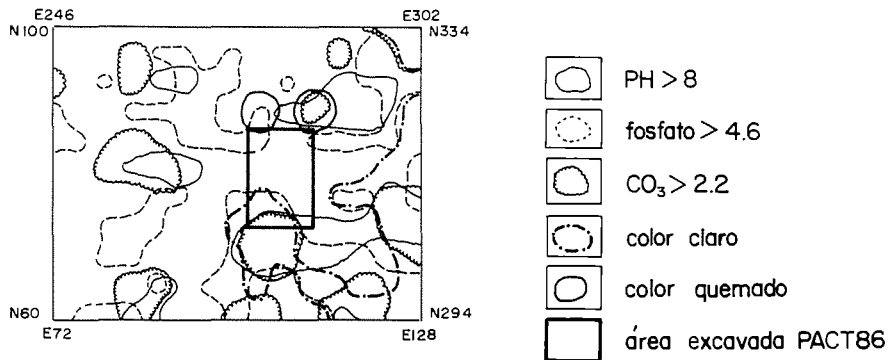 E246 E302
N100 N334
PH > 8
fosfato > 4.6
CO₃ > 2.2
color claro
color quemado
área excavada PACT86
N60 N294
E72 E128